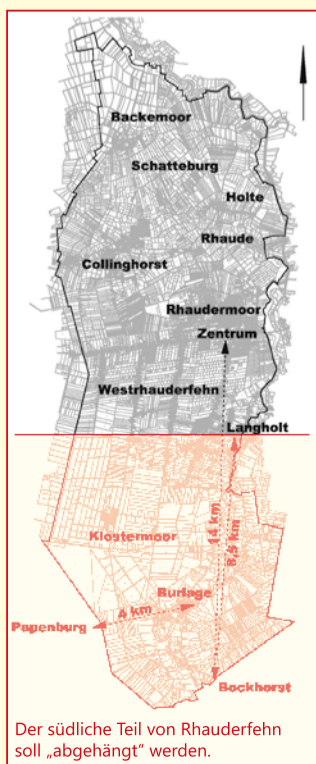 Backemoor
Schatteburg
Holte
Rhaude
Collinghorst
Rhaudermoor
Zentrum
Westrhauderfehn
Langholt
14 km
8,5 km
Klostermoor
Burlage
4 km
Papenburg
Bockhorst
Der südliche Teil von Rhauderfehn
soll „abgehängt“ werden.